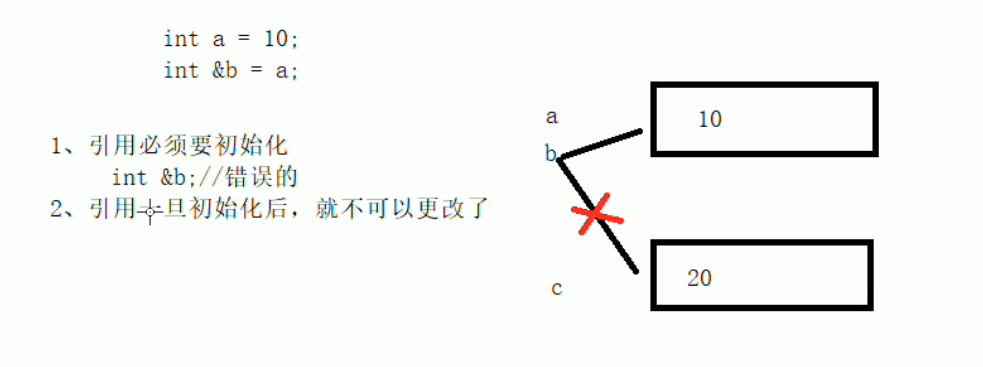 int a = 10;
int &b = a;
1、引用必须要初始化
int &b;//错误的
2、引用一旦初始化后，就不可以更改了
a
10
b
c
20